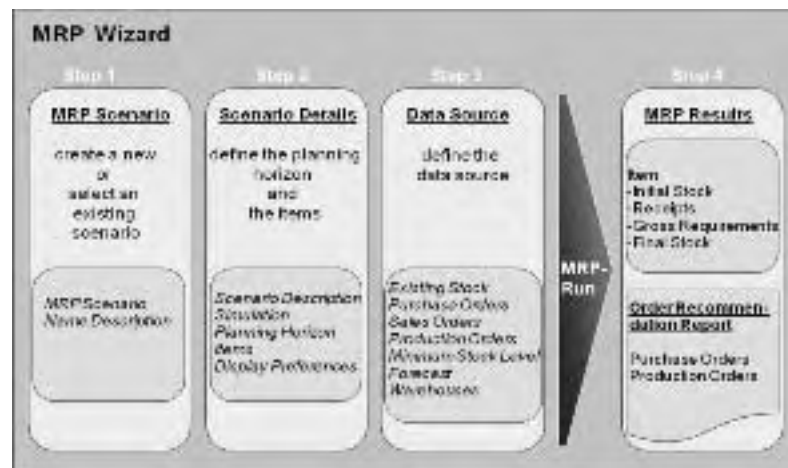 MRP Wizard
Step 1
MRP Scenario
create a new
or
select an
existing
scenario
MRP Scenario
Name Description
Step 2
Scenario Details
define the planning
horizon
and
the items
Scenario Description
Simulation
Planning Horizon
Items
Display Preferences
Step 3
Data Source
define the
data source
Existing Stock
Purchase Orders
Sales Orders
Production Orders
Minimum Stock Level
Forecast
Warehouses
MRP-
Run
Step 4
MRP Results
Item
-Initial Stock
-Receipts
-Gross Requirements
-Final Stock
Order Recommen-
dation Report
Purchase Orders
Production Orders